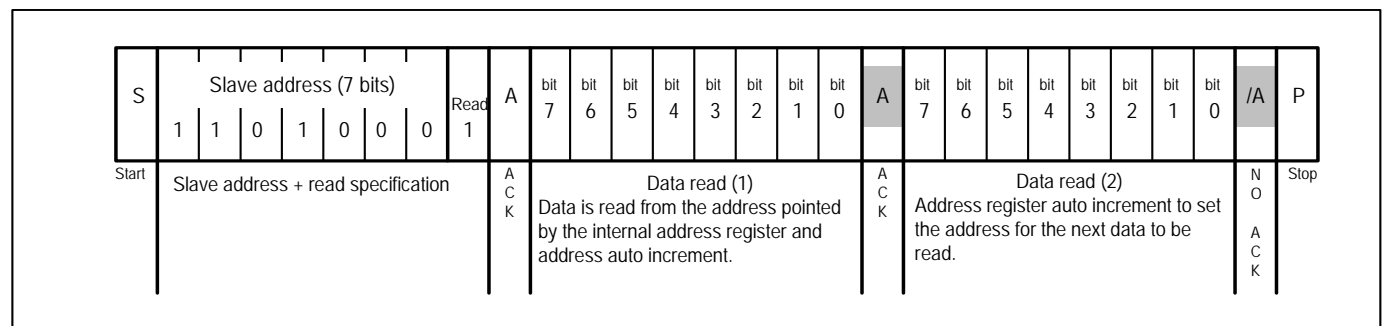 S
Slave address (7 bits)
1 1 0 1 0 0 0
Read
1
A
bit bit bit bit bit bit bit bit
7 6 5 4 3 2 1 0
A
bit bit bit bit bit bit bit bit
7 6 5 4 3 2 1 0
/A
P
Start
Slave address + read specification
A
C
K
Data read (1)
Data is read from the address pointed
by the internal address register and
address auto increment.
A
C
K
Data read (2)
Address register auto increment to set
the address for the next data to be
read.
N
O
A
C
K
Stop